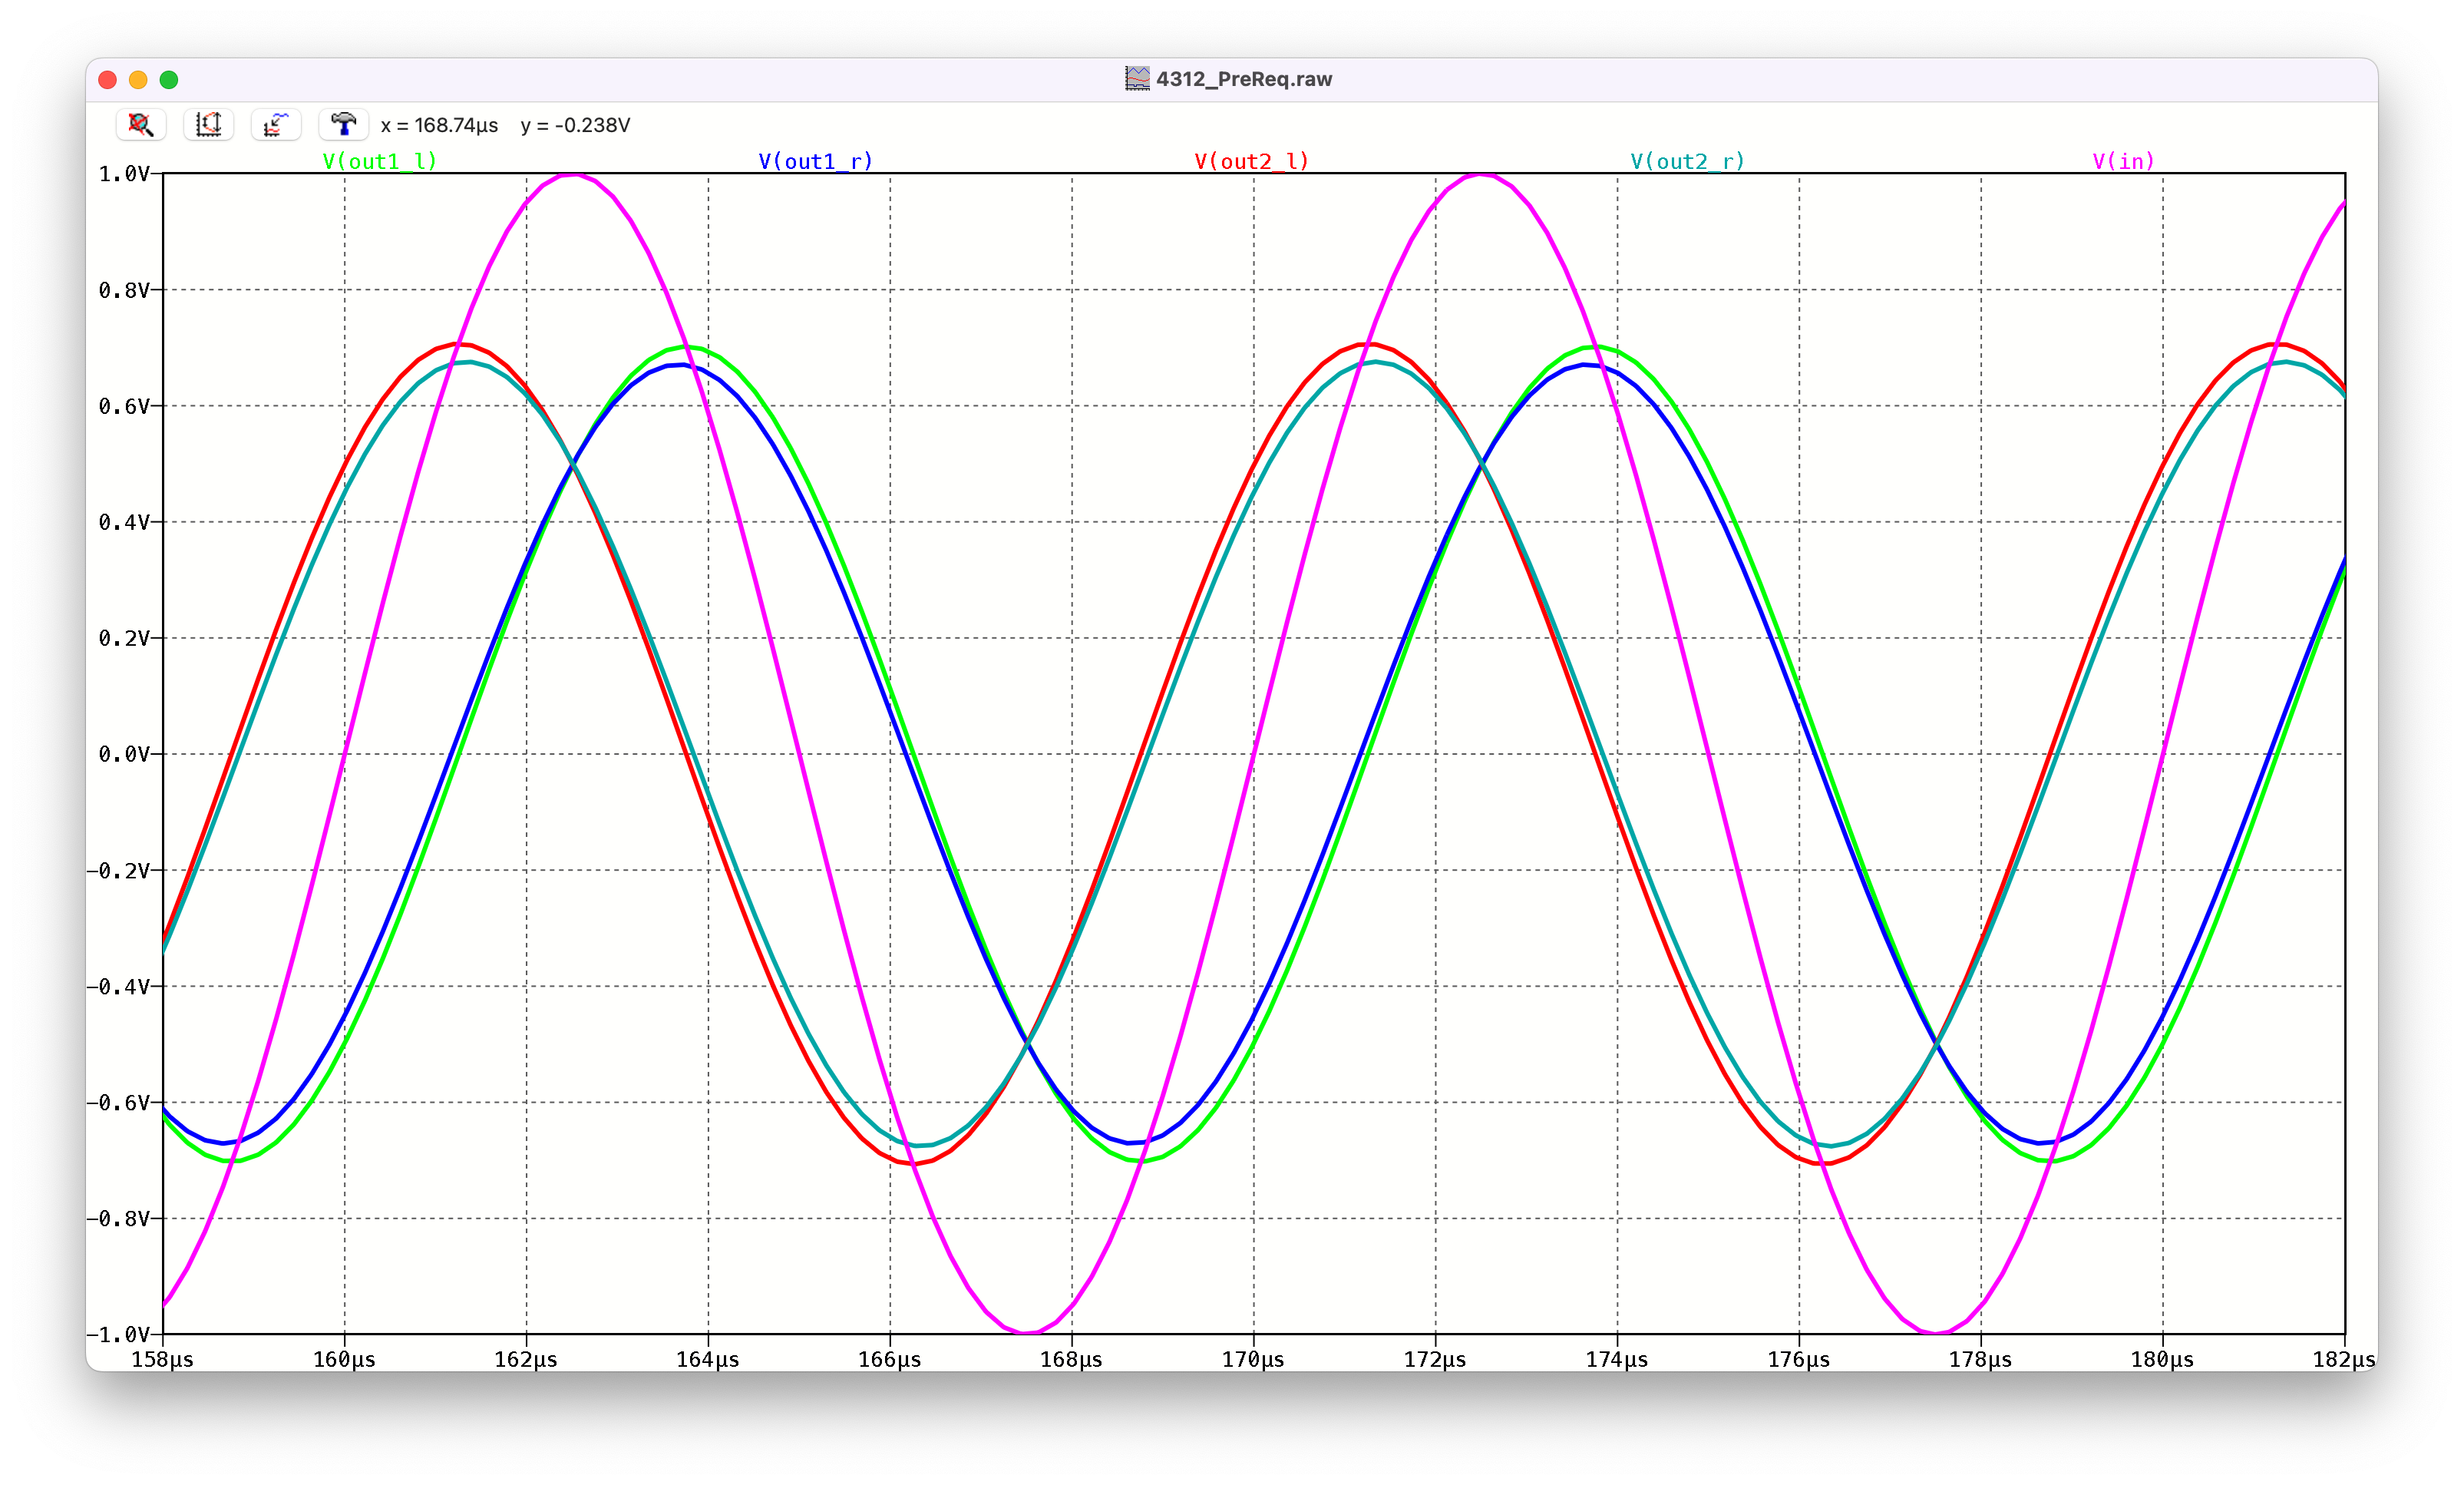 4312_PreReq.raw
x = 168.74µs y = -0.238V
V(out1_l) V(out1_r) V(out2_l) V(out2_r) V(in)
1.0V
0.8V
0.6V
0.4V
0.2V
0.0V
-0.2V
-0.4V
-0.6V
-0.8V
-1.0V
158µs 160µs 162µs 164µs 166µs 168µs 170µs 172µs 174µs 176µs 178µs 180µs 182µs